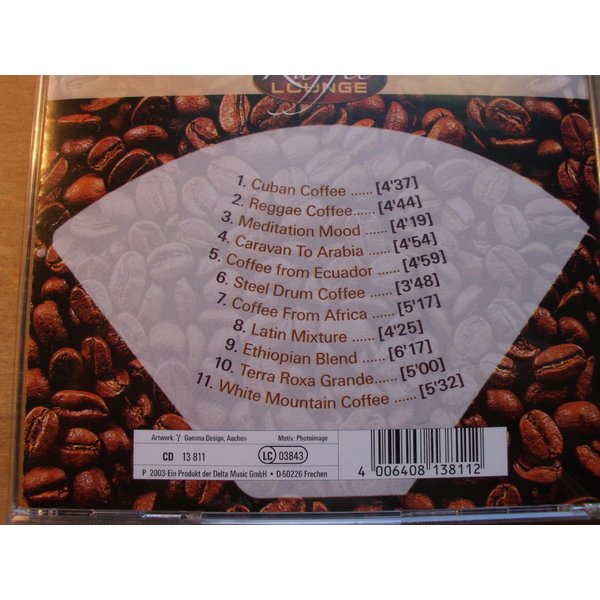 Kaffee
LOUNGE
1. Cuban Coffee ...... [4'37]
2. Reggae Coffee...... [4'44]
3. Meditation Mood ...... [4'19]
4. Caravan To Arabia ...... [4'54]
5. Coffee from Ecuador ...... [4'59]
6. Steel Drum Coffee ...... [3'48]
7. Coffee From Africa ...... [5'17]
8. Latin Mixture ...... [4'25]
9. Ethiopian Blend ...... [6'17]
10. Terra Roxa Grande...... [5'00]
11. White Mountain Coffee ...... [5'32]
Artwork: γ Gamma Design, Aachen Motiv: Photoimage
CD 13 811 LC 03843
P 2003·Ein Produkt der Delta Music GmbH • D-50226 Frechen
4 006408 138112